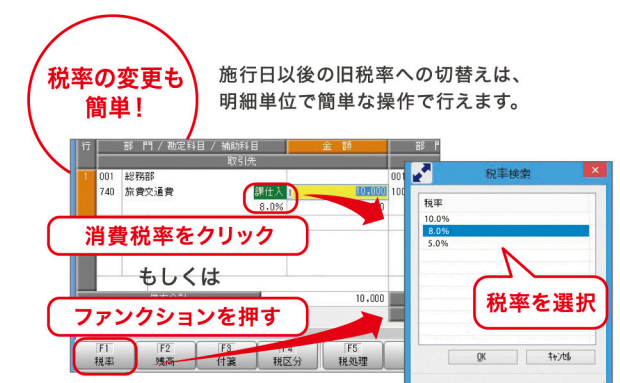 税率の変更も
簡単!
施行日以後の旧税率への切替えは、
明細単位で簡単な操作で行えます。
行 部 門 / 勘定科目 / 補助科目 金 額 部 門
取引先
1 001 総務部 001
740 旅費交通費 課仕入 10,000 100
8.0% 0
消費税率をクリック
もしくは
10,000
ファンクションを押す
F1 F2 F3 F4 F5
税率 残高 付箋 税区分 税処理
税率検索
税率
10.0%
8.0%
5.0%
税率を選択
OK ｷｬﾝｾﾙ